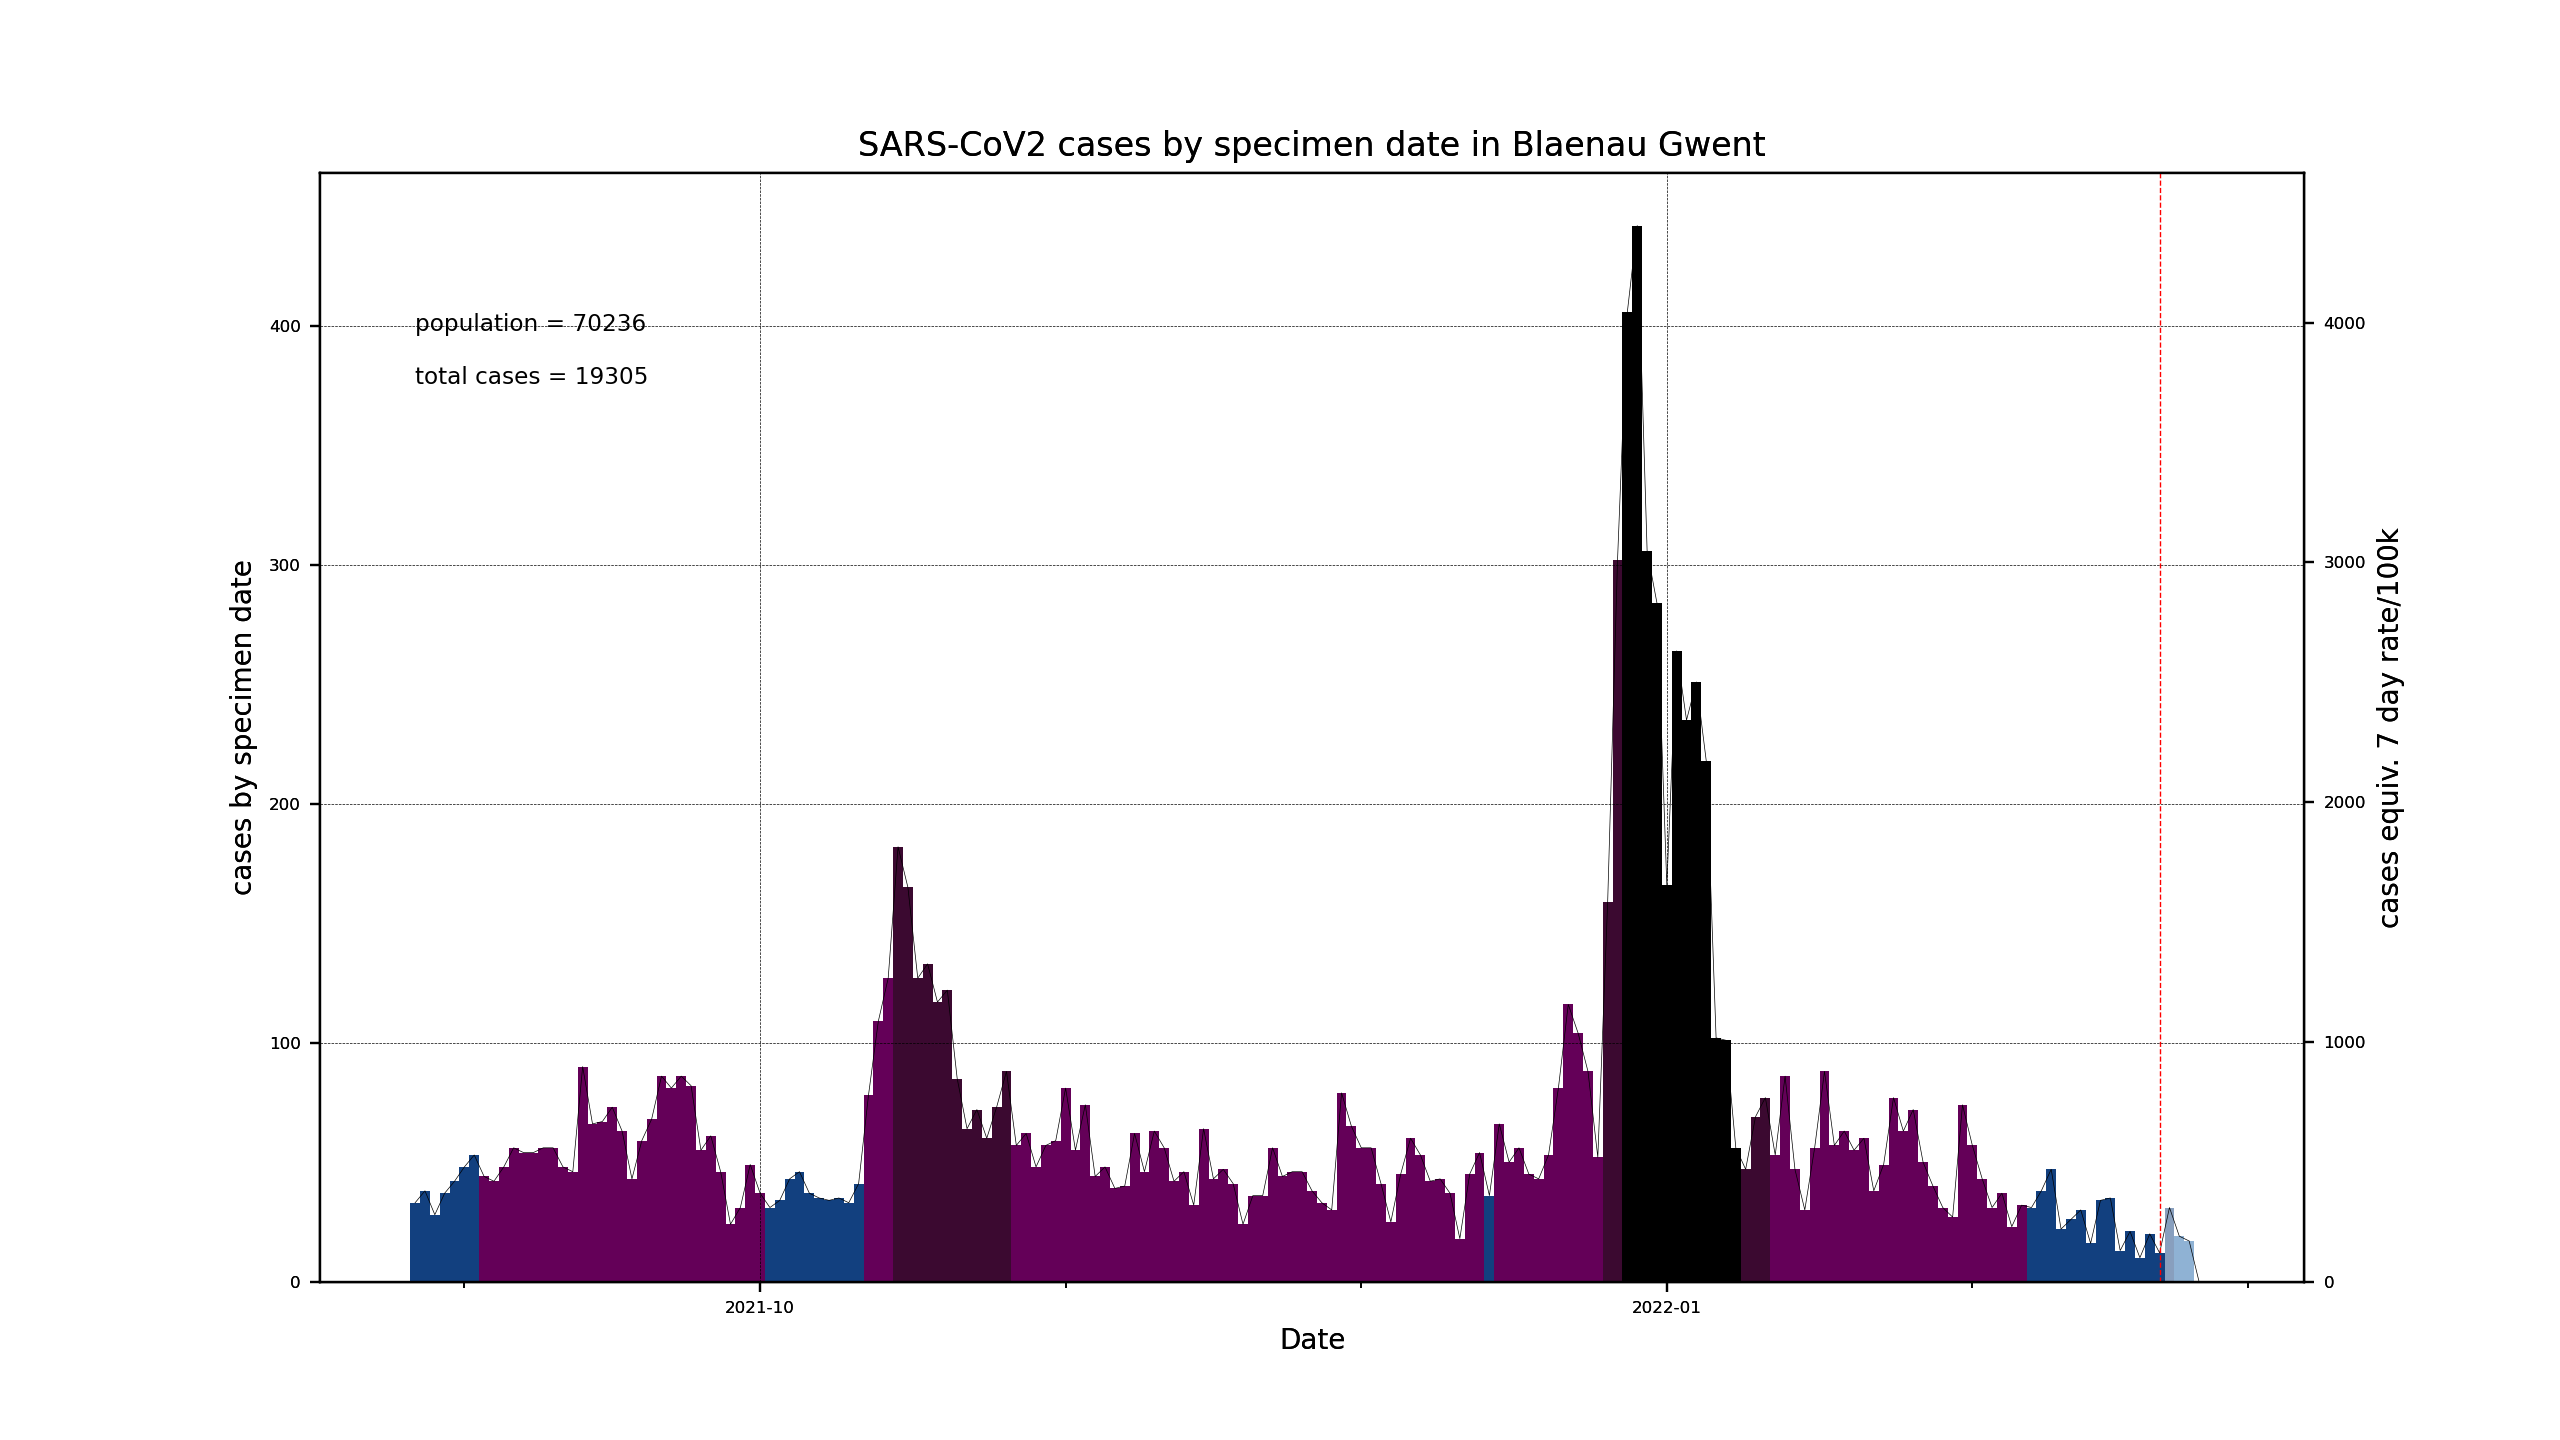 SARS-CoV2 cases by specimen date in Blaenau Gwent
population = 70236
total cases = 19305
cases by specimen date
400
300
200
100
0
4000
3000
2000
1000
0
cases equiv. 7 day rate/100k
2021-10
2022-01
Date